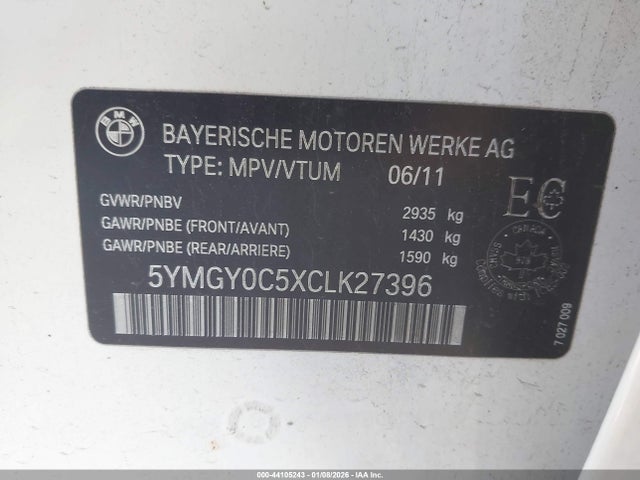 BMW
BAYERISCHE MOTOREN WERKE AG
TYPE: MPV/VTUM 06/11
GVWR/PNBV 2935 kg
GAWR/PNBE (FRONT/AVANT) 1430 kg
GAWR/PNBE (REAR/ARRIERE) 1590 kg
EC
CANADA
5YMGY0C5XCLK27396
7 027 009
000-44105243 | 01/08/2026 - Copart - IAA